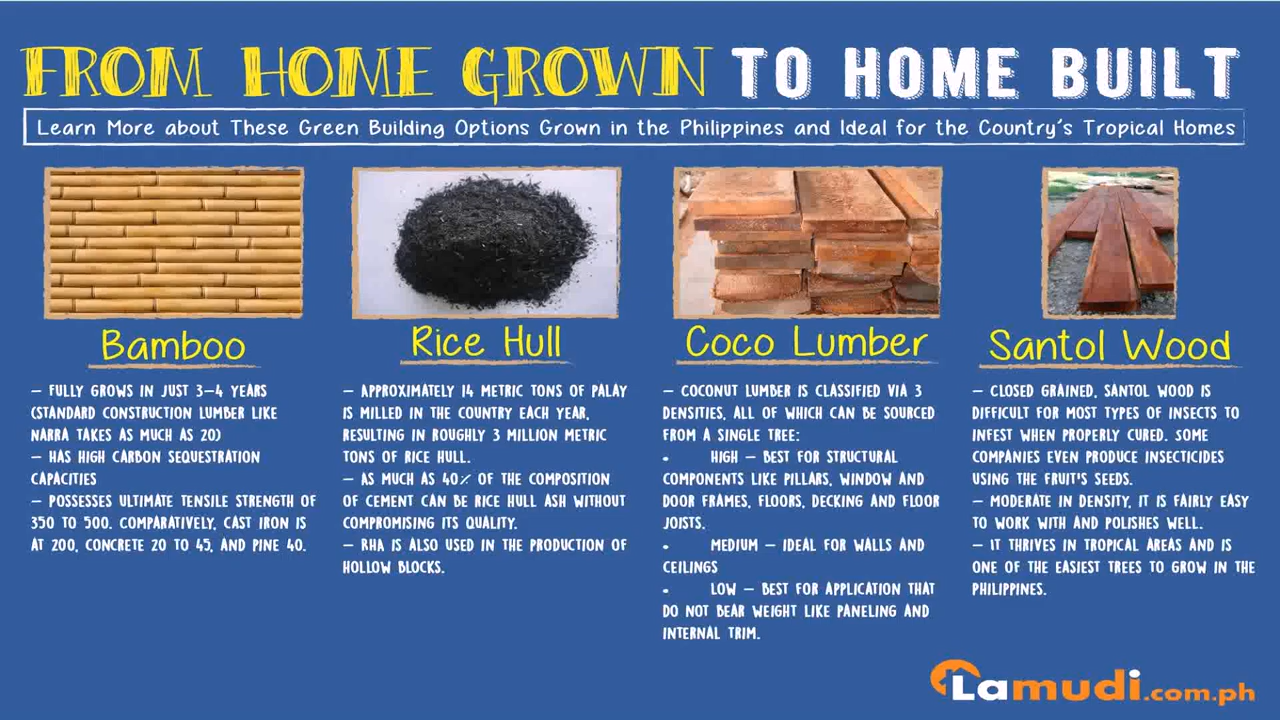 FROM HOME GROWN TO HOME BUILT
Learn More about These Green Building Options Grown in the Philippines and Ideal for the Country's Tropical Homes
Bamboo
– FULLY GROWS IN JUST 3–4 YEARS
(STANDARD CONSTRUCTION LUMBER LIKE
NARRA TAKES AS MUCH AS 20)
– HAS HIGH CARBON SEQUESTRATION
CAPACITIES
– POSSESSES ULTIMATE TENSILE STRENGTH OF
350 TO 500. COMPARATIVELY, CAST IRON IS
AT 200, CONCRETE 20 TO 45, AND PINE 40.
Rice Hull
– APPROXIMATELY 14 METRIC TONS OF PALAY
IS MILLED IN THE COUNTRY EACH YEAR,
RESULTING IN ROUGHLY 3 MILLION METRIC
TONS OF RICE HULL.
– AS MUCH AS 40% OF THE COMPOSITION
OF CEMENT CAN BE RICE HULL ASH WITHOUT
COMPROMISING ITS QUALITY.
– RHA IS ALSO USED IN THE PRODUCTION OF
HOLLOW BLOCKS.
Coco Lumber
– COCONUT LUMBER IS CLASSIFIED VIA 3
DENSITIES, ALL OF WHICH CAN BE SOURCED
FROM A SINGLE TREE:
• HIGH – BEST FOR STRUCTURAL
COMPONENTS LIKE PILLARS, WINDOW AND
DOOR FRAMES, FLOORS, DECKING AND FLOOR
JOISTS.
• MEDIUM – IDEAL FOR WALLS AND
CEILINGS
• LOW – BEST FOR APPLICATION THAT
DO NOT BEAR WEIGHT LIKE PANELING AND
INTERNAL TRIM.
Santol Wood
– CLOSED GRAINED, SANTOL WOOD IS
DIFFICULT FOR MOST TYPES OF INSECTS TO
INFEST WHEN PROPERLY CURED. SOME
COMPANIES EVEN PRODUCE INSECTICIDES
USING THE FRUIT'S SEEDS.
– MODERATE IN DENSITY, IT IS FAIRLY EASY
TO WORK WITH AND POLISHES WELL.
– IT THRIVES IN TROPICAL AREAS AND IS
ONE OF THE EASIEST TREES TO GROW IN THE
PHILIPPINES.
Lamudi.com.ph